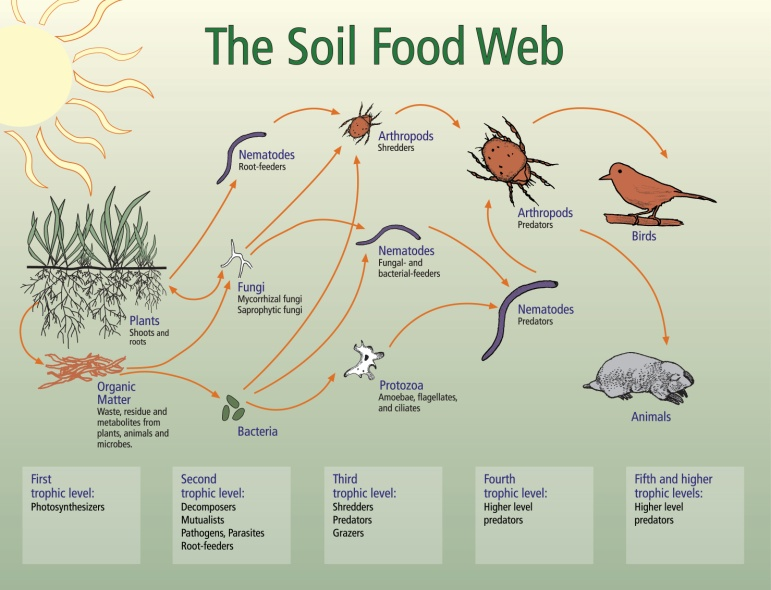 The Soil Food Web
Arthropods
Shredders
Nematodes
Root-feeders
Arthropods
Predators
Birds
Nematodes
Fungal- and
bacterial-feeders
Fungi
Mycorrhizal fungi
Saprophytic fungi
Nematodes
Predators
Plants
Shoots and
roots
Organic
Matter
Waste, residue and
metabolites from
plants, animals and
microbes.
Bacteria
Protozoa
Amoebae, flagellates,
and ciliates
Animals
First
trophic level:
Photosynthesizers
Second
trophic level:
Decomposers
Mutualists
Pathogens, Parasites
Root-feeders
Third
trophic level:
Shredders
Predators
Grazers
Fourth
trophic level:
Higher level
predators
Fifth and higher
trophic levels:
Higher level
predators